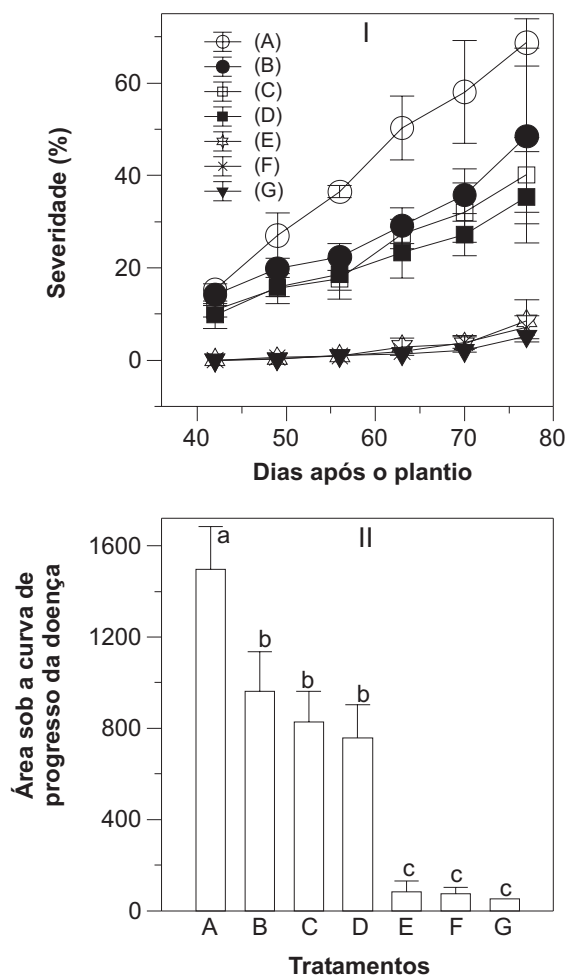 I
(A)
(B)
(C)
(D)
(E)
(F)
(G)
60
40
20
0
Severidade (%)
40 50 60 70 80
Dias após o plantio
II
1600
1200
800
400
0
Área sob a curva de
progresso da doença
a
b
b
b
c
c
c
A B C D E F G
Tratamentos